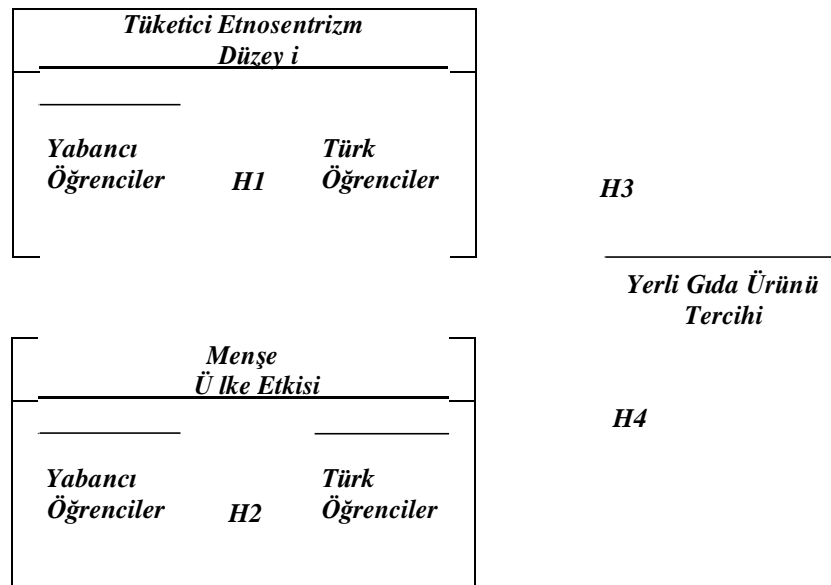 Tüketici Etnosentrizm
Düzey i
Yabancı
Öğrenciler
H1
Türk
Öğrenciler
H3
Yerli Gıda Ürünü
Tercihi
Menşe
Ü lke Etkisi
H4
Yabancı
Öğrenciler
H2
Türk
Öğrenciler